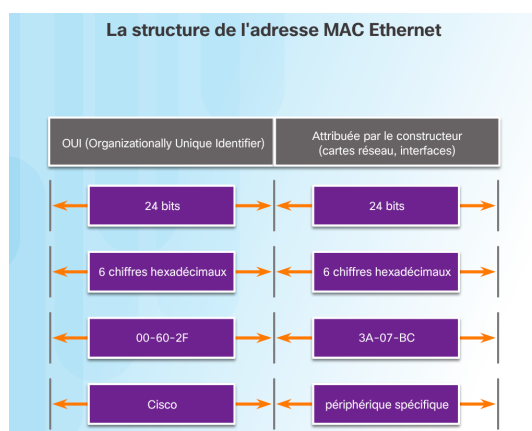 La structure de l'adresse MAC Ethernet
OUI (Organizationally Unique Identifier)
Attribuée par le constructeur
(cartes réseau, interfaces)
24 bits
24 bits
6 chiffres hexadécimaux
6 chiffres hexadécimaux
00-60-2F
3A-07-BC
Cisco
périphérique spécifique